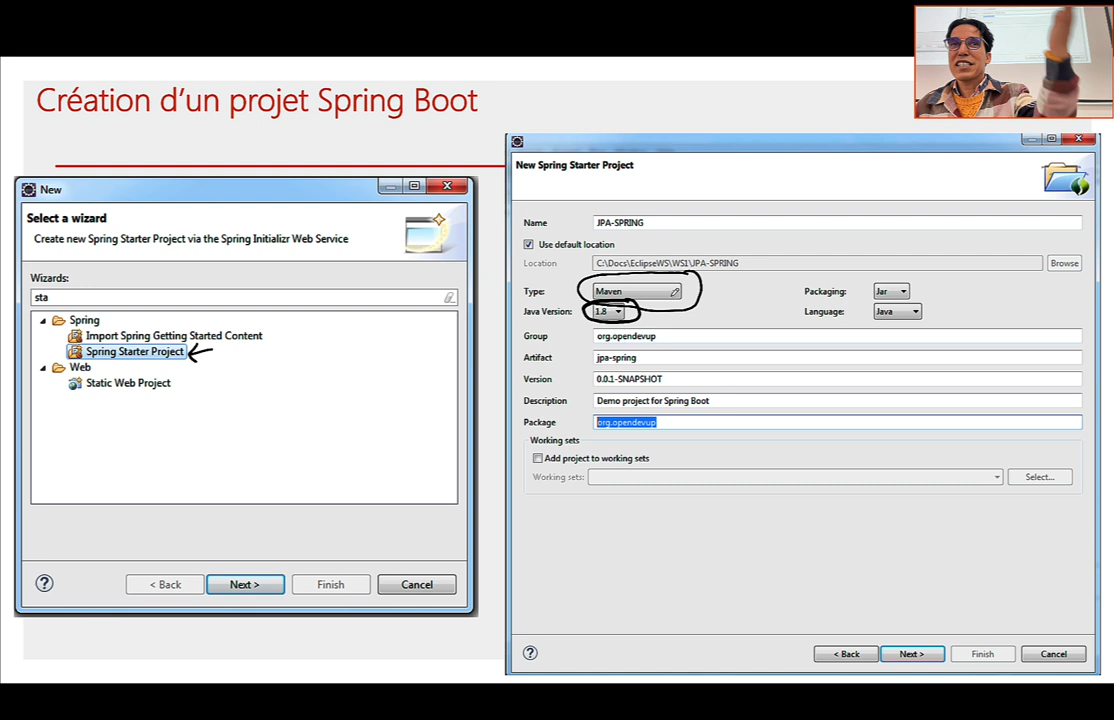 Création d'un projet Spring Boot
New
Select a wizard
Create new Spring Starter Project via the Spring Initializr Web Service
Wizards:
sta
Spring
Import Spring Getting Started Content
Spring Starter Project
Web
Static Web Project
< Back
Next >
Finish
Cancel
New Spring Starter Project
Name JPA-SPRING
Use default location
Location C:\Docs\EclipseWS\WS1\JPA-SPRING Browse
Type: Maven Packaging: Jar
Java Version: 1.8 Language: Java
Group org.opendevup
Artifact jpa-spring
Version 0.0.1-SNAPSHOT
Description Demo project for Spring Boot
Package org.opendevup
Working sets
Add project to working sets
Working sets: Select...
< Back Next > Finish Cancel